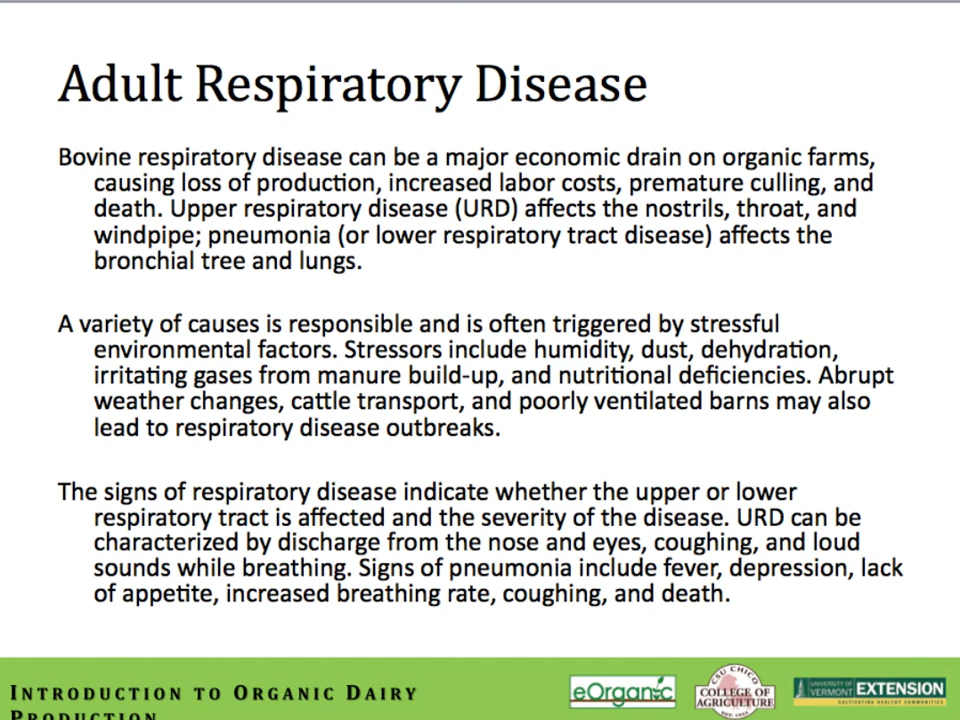 Adult Respiratory Disease
Bovine respiratory disease can be a major economic drain on organic farms,
causing loss of production, increased labor costs, premature culling, and
death. Upper respiratory disease (URD) affects the nostrils, throat, and
windpipe; pneumonia (or lower respiratory tract disease) affects the
bronchial tree and lungs.
A variety of causes is responsible and is often triggered by stressful
environmental factors. Stressors include humidity, dust, dehydration,
irritating gases from manure build-up, and nutritional deficiencies. Abrupt
weather changes, cattle transport, and poorly ventilated barns may also
lead to respiratory disease outbreaks.
The signs of respiratory disease indicate whether the upper or lower
respiratory tract is affected and the severity of the disease. URD can be
characterized by discharge from the nose and eyes, coughing, and loud
sounds while breathing. Signs of pneumonia include fever, depression, lack
of appetite, increased breathing rate, coughing, and death.
INTRODUCTION TO ORGANIC DAIRY
PRODUCTION
eOrganic
CSU CHICO
COLLEGE OF
AGRICULTURE
UNIVERSITY OF
VERMONT EXTENSION
CULTIVATING HEALTHY COMMUNITIES